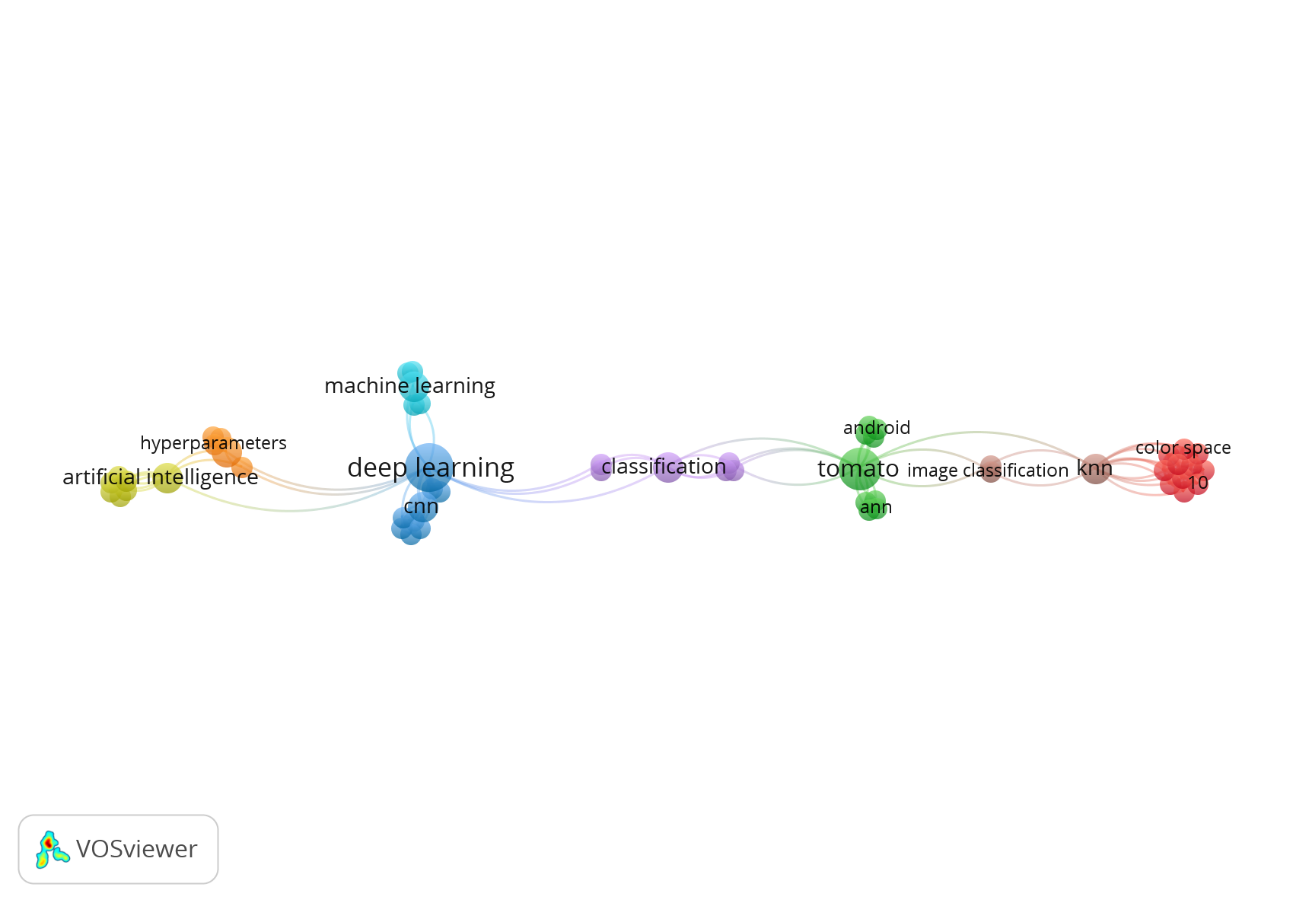 machine learning
android
hyperparameters
color space
deep learning
classification
tomato
image classification
knn
artificial intelligence
10
cnn
ann
VOSviewer